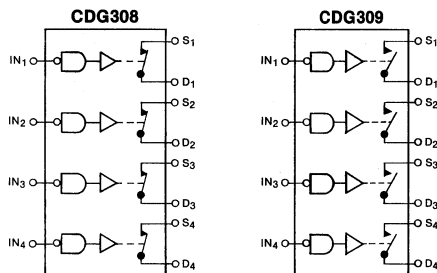 CDG308
S1
IN1
D1
S2
IN2
D2
S3
IN3
D3
S4
IN4
D4
CDG309
S1
IN1
D1
S2
IN2
D2
S3
IN3
D3
S4
IN4
D4